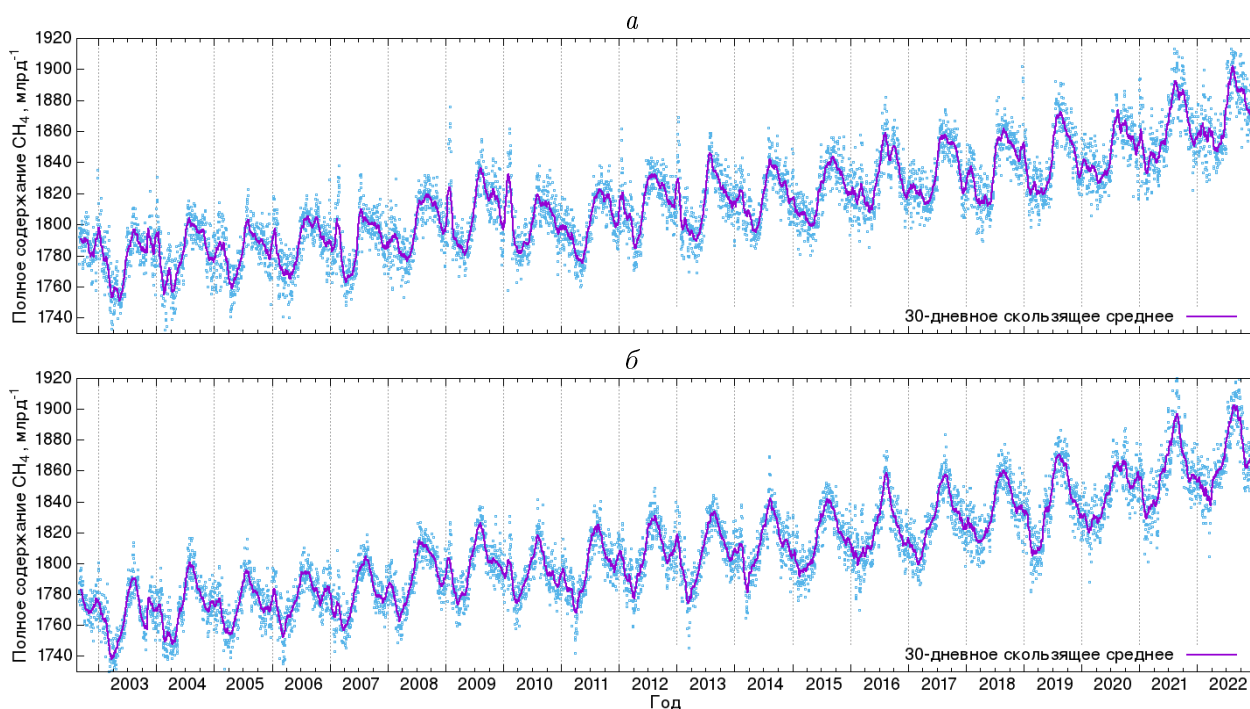 а
1920
1900
1880
1860
1840
1820
1800
1780
1760
1740
Полное содержание CH4, млрд-1
30-дневное скользящее среднее
б
1920
1900
1880
1860
1840
1820
1800
1780
1760
1740
Полное содержание CH4, млрд-1
30-дневное скользящее среднее
2003 2004 2005 2006 2007 2008 2009 2010 2011 2012 2013 2014 2015 2016 2017 2018 2019 2020 2021 2022
Год